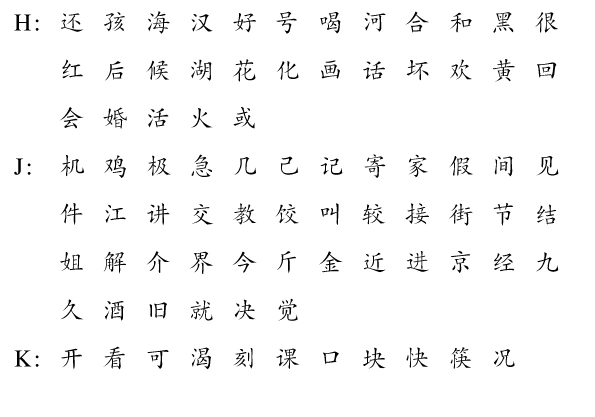 H: 还 孩 海 汉 好 号 喝 河 合 和 黑 很
红 后 候 湖 花 化 画 话 坏 欢 黄 回
会 婚 活 火 或
J: 机 鸡 极 急 几 己 记 寄 家 假 间 见
件 江 讲 交 教 饺 叫 较 接 街 节 结
姐 解 介 界 今 斤 金 近 进 京 经 九
久 酒 旧 就 决 觉
K: 开 看 可 渴 刻 课 口 块 快 筷 况